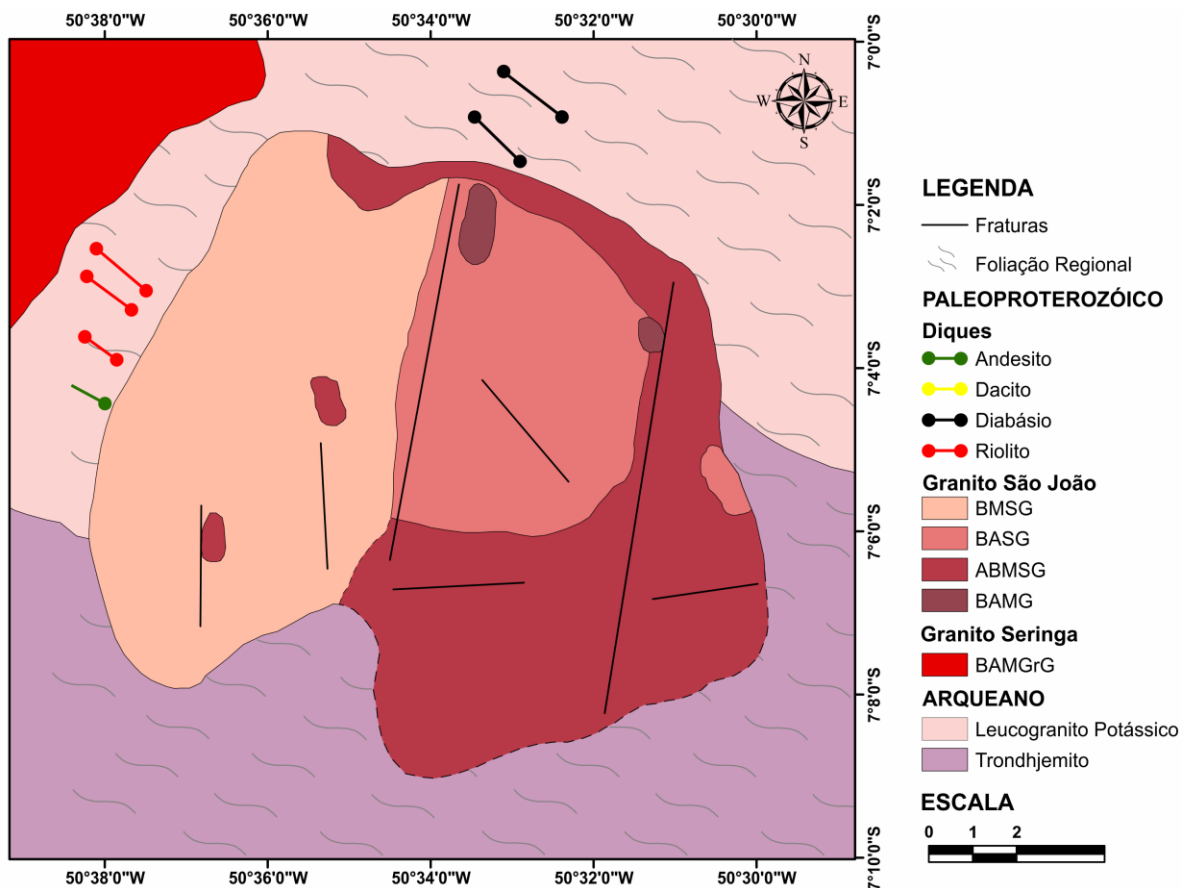 50°38'0"W 50°36'0"W 50°34'0"W 50°32'0"W 50°30'0"W
7°0'0"S
N
W E
S
7°2'0"S
7°4'0"S
7°6'0"S
7°8'0"S
7°10'0"S
50°38'0"W 50°36'0"W 50°34'0"W 50°32'0"W 50°30'0"W
LEGENDA
Fraturas
Foliação Regional
PALEOPROTEROZÓICO
Diques
Andesito
Dacito
Diabásio
Riolito
Granito São João
BMSG
BASG
ABMSG
BAMG
Granito Seringa
BAMGrG
ARQUEANO
Leucogranito Potássico
Trondhjemito
ESCALA
0 1 2